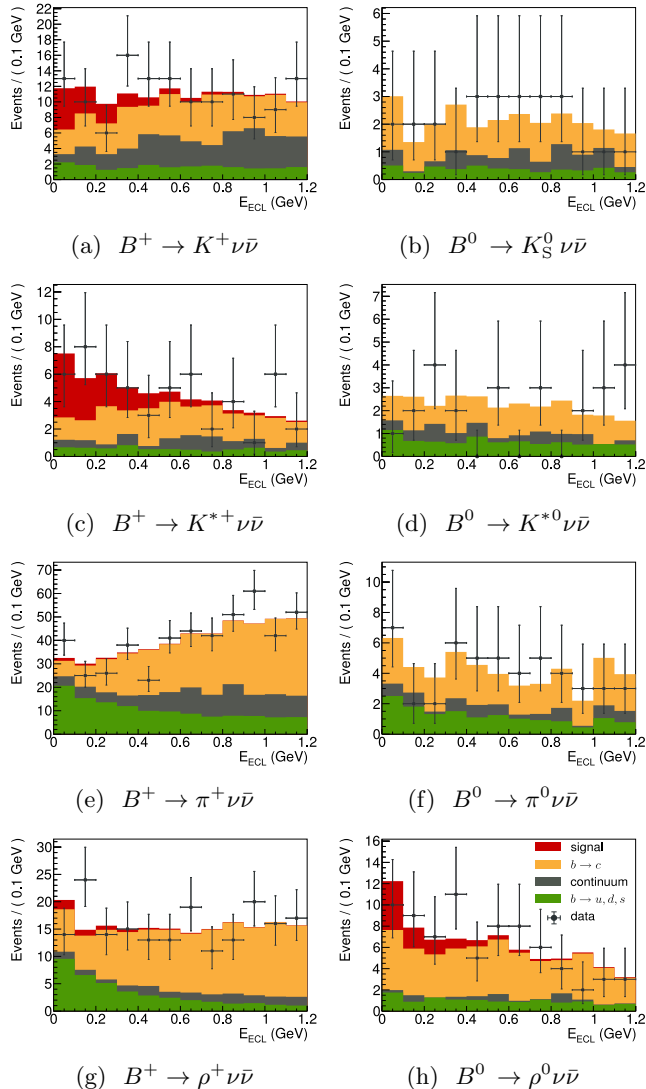 Events / ( 0.1 GeV )
22
20
18
16
14
12
10
8
6
4
2
0
0 0.2 0.4 0.6 0.8 1 1.2
E_ECL (GeV)
(a) B⁺ → K⁺νν̄
Events / ( 0.1 GeV )
6
5
4
3
2
1
0
0 0.2 0.4 0.6 0.8 1 1.2
E_ECL (GeV)
(b) B⁰ → K_S⁰ νν̄
Events / ( 0.1 GeV )
12
10
8
6
4
2
0
0 0.2 0.4 0.6 0.8 1 1.2
E_ECL (GeV)
(c) B⁺ → K*⁺νν̄
Events / ( 0.1 GeV )
7
6
5
4
3
2
1
0
0 0.2 0.4 0.6 0.8 1 1.2
E_ECL (GeV)
(d) B⁰ → K*⁰νν̄
Events / ( 0.1 GeV )
70
60
50
40
30
20
10
0
0 0.2 0.4 0.6 0.8 1 1.2
E_ECL (GeV)
(e) B⁺ → π⁺νν̄
Events / ( 0.1 GeV )
10
8
6
4
2
0
0 0.2 0.4 0.6 0.8 1 1.2
E_ECL (GeV)
(f) B⁰ → π⁰νν̄
Events / ( 0.1 GeV )
30
25
20
15
10
5
0
0 0.2 0.4 0.6 0.8 1 1.2
E_ECL (GeV)
(g) B⁺ → ρ⁺νν̄
Events / ( 0.1 GeV )
16
14
12
10
8
6
4
2
0
signal
b → c
continuum
b → u, d, s
data
0 0.2 0.4 0.6 0.8 1 1.2
E_ECL (GeV)
(h) B⁰ → ρ⁰νν̄